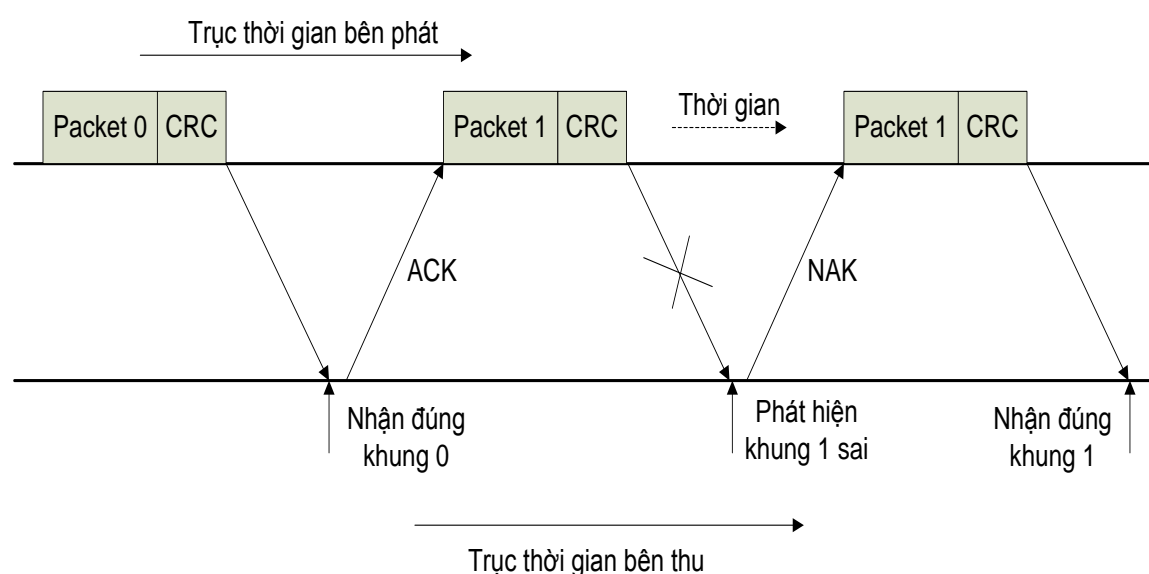 Trục thời gian bên phát
Packet 0 CRC
Packet 1 CRC
Thời gian
Packet 1 CRC
ACK
NAK
Nhận đúng
khung 0
Phát hiện
khung 1 sai
Nhận đúng
khung 1
Trục thời gian bên thu